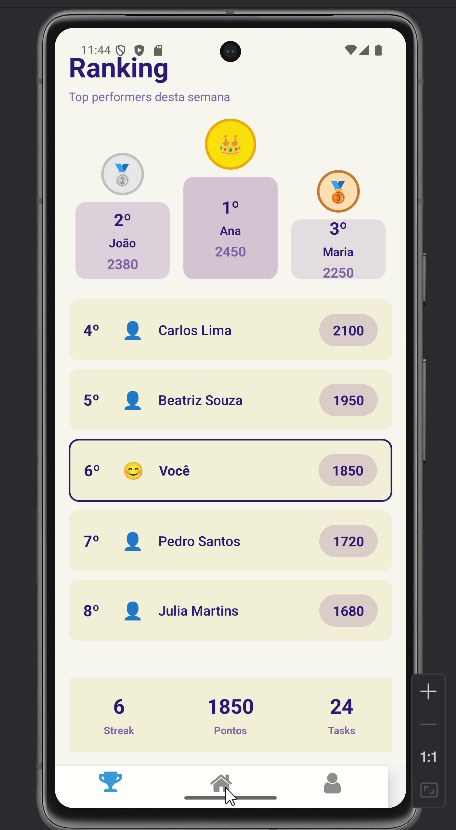 11:44
Ranking
Top performers desta semana
2
3
2º
João
2380
1º
Ana
2450
3º
Maria
2250
4º Carlos Lima 2100
5º Beatriz Souza 1950
6º Você 1850
7º Pedro Santos 1720
8º Julia Martins 1680
6 1850 24
Streak Pontos Tasks
1:1